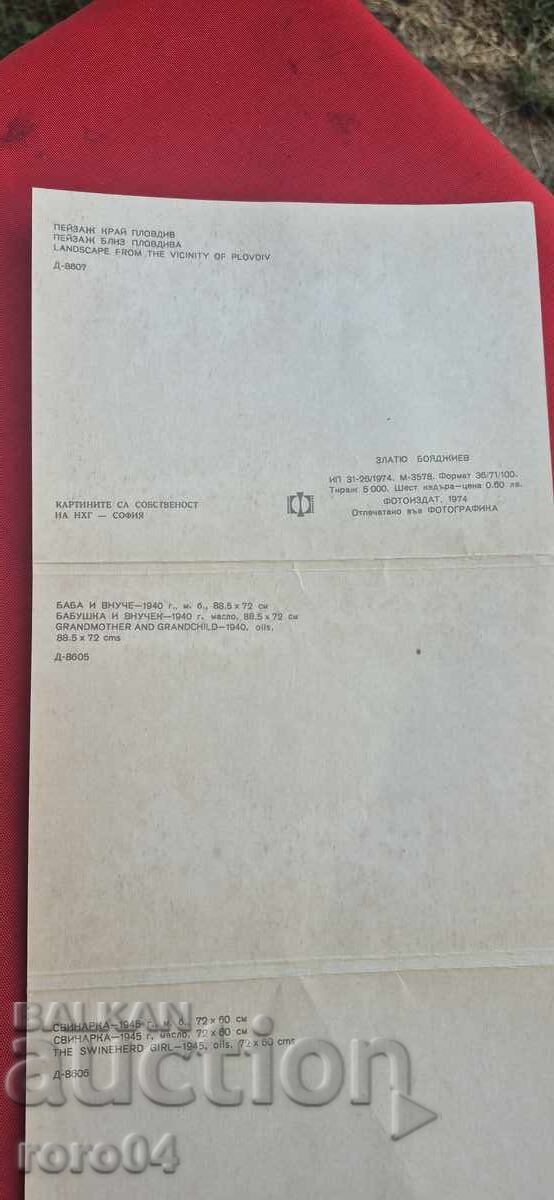 ПЕЙЗАЖ КРАЙ ПЛОВДИВ
ПЕЙЗАЖ БЛИЗ ПЛОВДИВА
LANDSCAPE FROM THE VICINITY OF PLOVDIV
Д-8607
ЗЛАТЮ БОЯДЖИЕВ
ИП 31-26/1974. М-3578. Формат 36/71/100.
Тираж 5 000. Шест кадъра-цена 0.60 лв.
ФОТОИЗДАТ, 1974
Отпечатано във ФОТОГРАФИКА
КАРТИНИТЕ СА СОБСТВЕНОСТ
НА НХГ — СОФИЯ
БАБА И ВНУЧЕ—1940 г., м. б., 88.5 x 72 см
БАБУШКА И ВНУЧЕК—1940 г. масло, 88.5 x 72 см
GRANDMOTHER AND GRANDCHILD—1940, oils,
88.5 x 72 cms
Д-8605
СВИНАРКА—1945 г., м. б., 72 x 60 см
СВИНАРКА—1945 г. масло, 72 x 60 см
THE SWINEHERD GIRL—1945, oils, 72 x 60 cms
Д-8606
BALKAN
auction
roro04